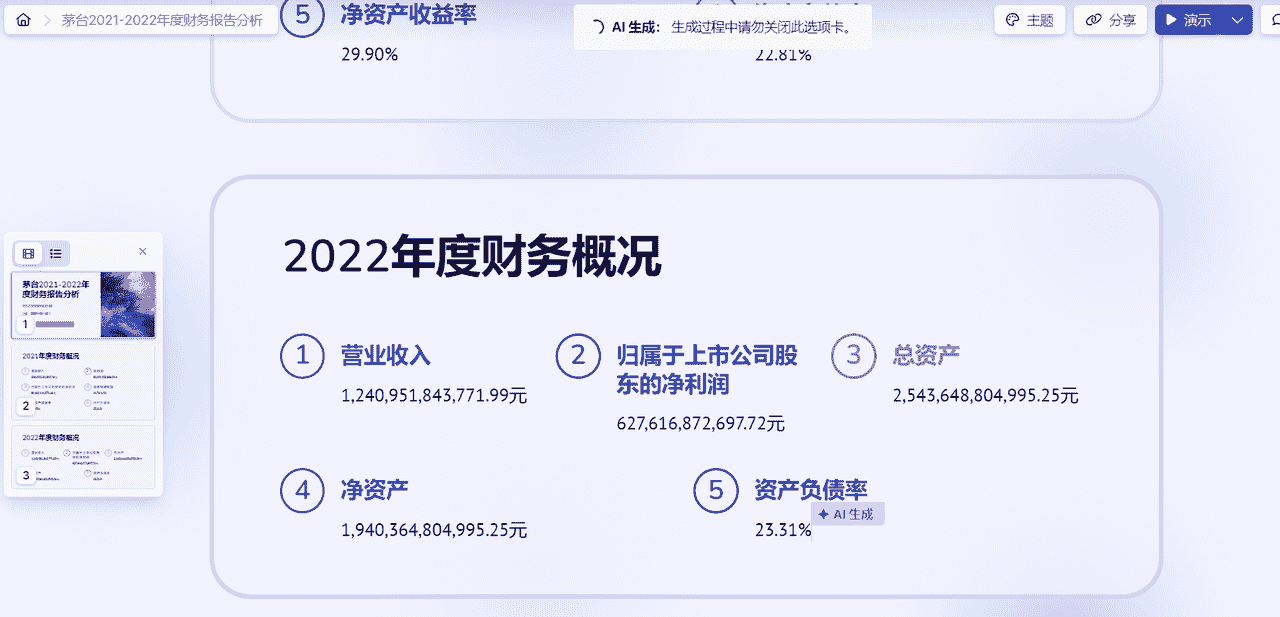 茅台2021-2022年度财务报告分析
AI 生成： 生成过程中请勿关闭此选项卡。
主题
分享
演示
5
净资产收益率
29.90%
22.81%
2022年度财务概况
1
营业收入
1,240,951,843,771.99元
2
归属于上市公司股
东的净利润
627,616,872,697.72元
3
总资产
2,543,648,804,995.25元
4
净资产
1,940,364,804,995.25元
5
资产负债率
23.31%
AI 生成
茅台2021-2022年
度财务报告分析
1
2021年度财务概况
2
2022年度财务概况
3